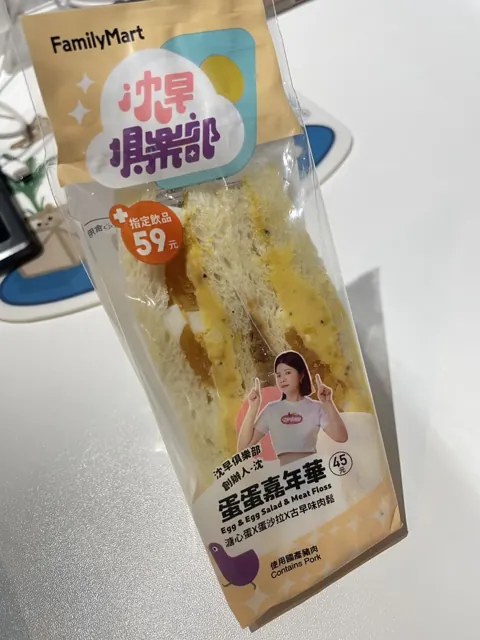 FamilyMart
沈早
俱樂部
+指定飲品
59元
沈早俱樂部
創辦人-沈
蛋蛋嘉年華
45元
Egg & Egg Salad & Meat Floss
溏心蛋X蛋沙拉X古早味肉鬆
使用國產豬肉
Contains Pork